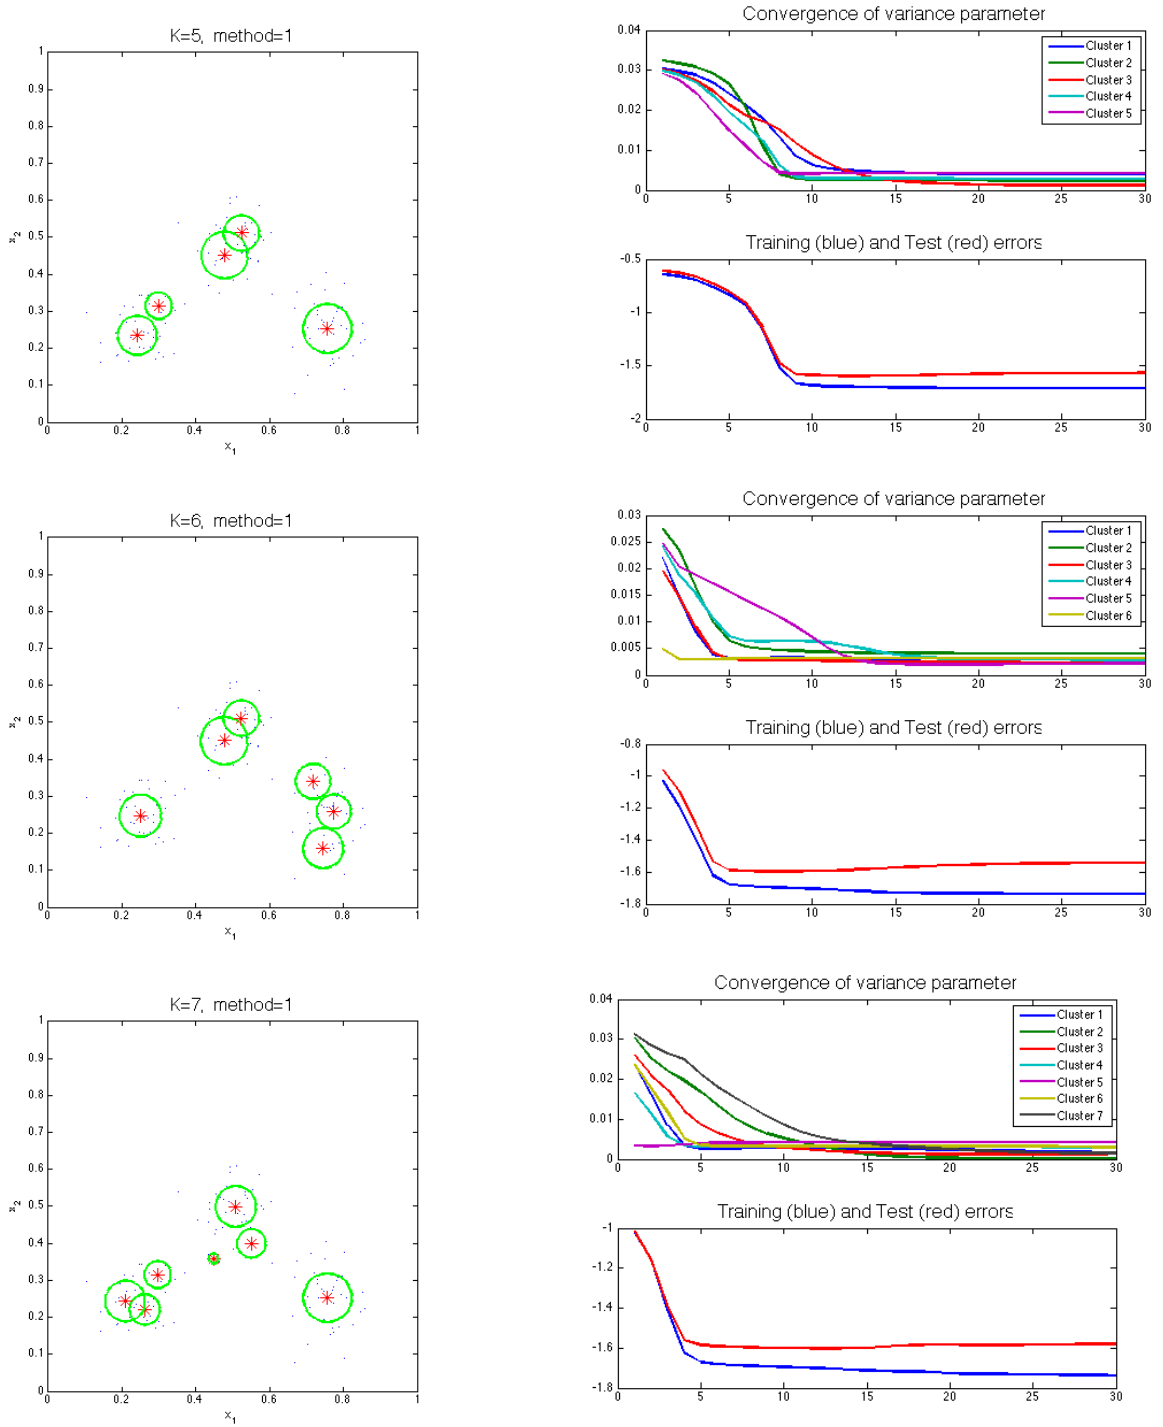 K=5, method=1
1
0.9
0.8
0.7
0.6
0.5
0.4
0.3
0.2
0.1
0
x2
0 0.2 0.4 0.6 0.8 1
x1
Convergence of variance parameter
0.04
0.03
0.02
0.01
0
0 5 10 15 20 25 30
Cluster 1
Cluster 2
Cluster 3
Cluster 4
Cluster 5
Training (blue) and Test (red) errors
-0.5
-1
-1.5
-2
0 5 10 15 20 25 30
K=6, method=1
1
0.9
0.8
0.7
0.6
0.5
0.4
0.3
0.2
0.1
0
x2
0 0.2 0.4 0.6 0.8 1
x1
Convergence of variance parameter
0.03
0.025
0.02
0.015
0.01
0.005
0
0 5 10 15 20 25 30
Cluster 1
Cluster 2
Cluster 3
Cluster 4
Cluster 5
Cluster 6
Training (blue) and Test (red) errors
-0.8
-1
-1.2
-1.4
-1.6
-1.8
0 5 10 15 20 25 30
K=7, method=1
1
0.9
0.8
0.7
0.6
0.5
0.4
0.3
0.2
0.1
0
x2
0 0.2 0.4 0.6 0.8 1
x1
Convergence of variance parameter
0.04
0.03
0.02
0.01
0
0 5 10 15 20 25 30
Cluster 1
Cluster 2
Cluster 3
Cluster 4
Cluster 5
Cluster 6
Cluster 7
Training (blue) and Test (red) errors
-1
-1.2
-1.4
-1.6
-1.8
0 5 10 15 20 25 30